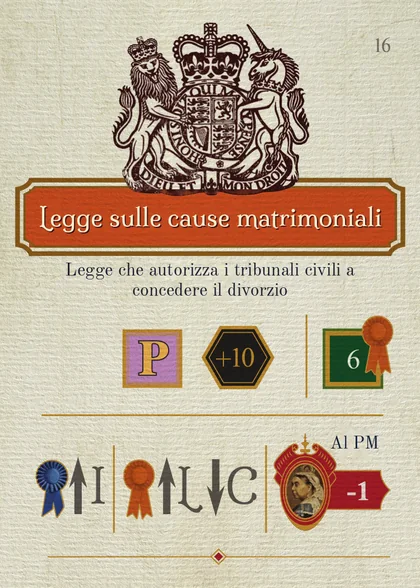 16
DIEU ET MON DROIT
Legge sulle cause matrimoniali
Legge che autorizza i tribunali civili a
concedere il divorzio
P +10 6
Al PM
I L C -1